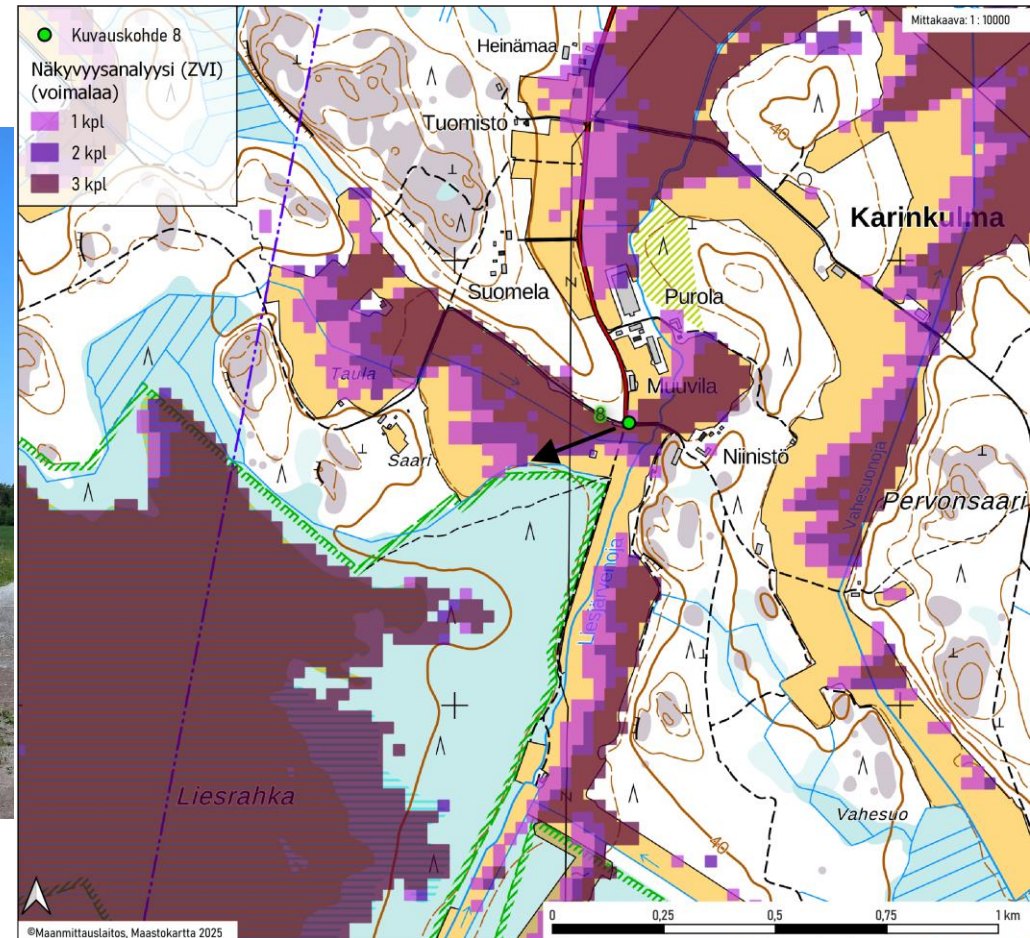 Kuvauskohde 8
Näkyvyysanalyysi (ZVI)
(voimalaa)
1 kpl
2 kpl
3 kpl
Mittakaava: 1 : 10000
Heinämaa
Tuomisto
40
Karinkulma
Suomela
Purola
Taula
Muuvila
8
Saari
Niinistö
Vahesuonoja
Pervonsaari
Liesjärvenoja
Liesrahka
Vahesuo
40
0 0,25 0,5 0,75 1 km
©Maanmittauslaitos, Maastokartta 2025